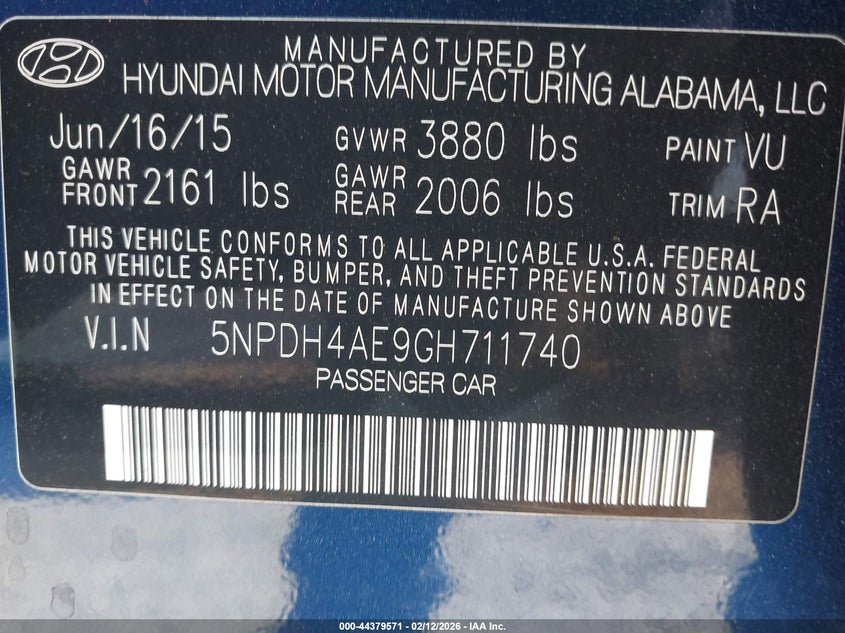 MANUFACTURED BY
HYUNDAI MOTOR MANUFACTURING ALABAMA, LLC
Jun/16/15 GVWR 3880 lbs PAINT VU
GAWR FRONT 2161 lbs GAWR REAR 2006 lbs TRIM RA
THIS VEHICLE CONFORMS TO ALL APPLICABLE U.S.A. FEDERAL
MOTOR VEHICLE SAFETY, BUMPER, AND THEFT PREVENTION STANDARDS
IN EFFECT ON THE DATE OF MANUFACTURE SHOWN ABOVE
V.I.N 5NPDH4AE9GH711740
PASSENGER CAR
000-44379571 - 02/12/2026 - IAA Inc.